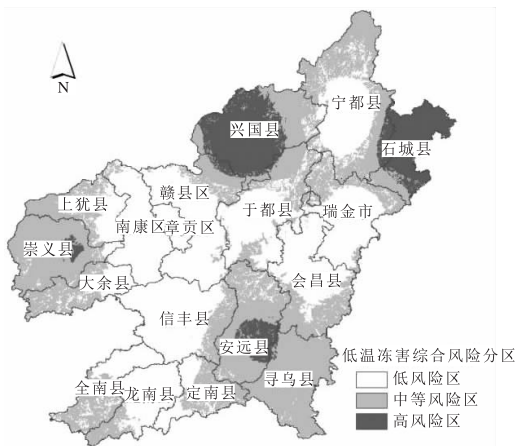 N
宁都县
兴国县
石城县
赣县区
上犹县
于都县
瑞金市
南康区
章贡区
崇义县
大余县
会昌县
信丰县
安远县
低温冻害综合风险分区
寻乌县
低风险区
全南县
龙南县
定南县
中等风险区
高风险区